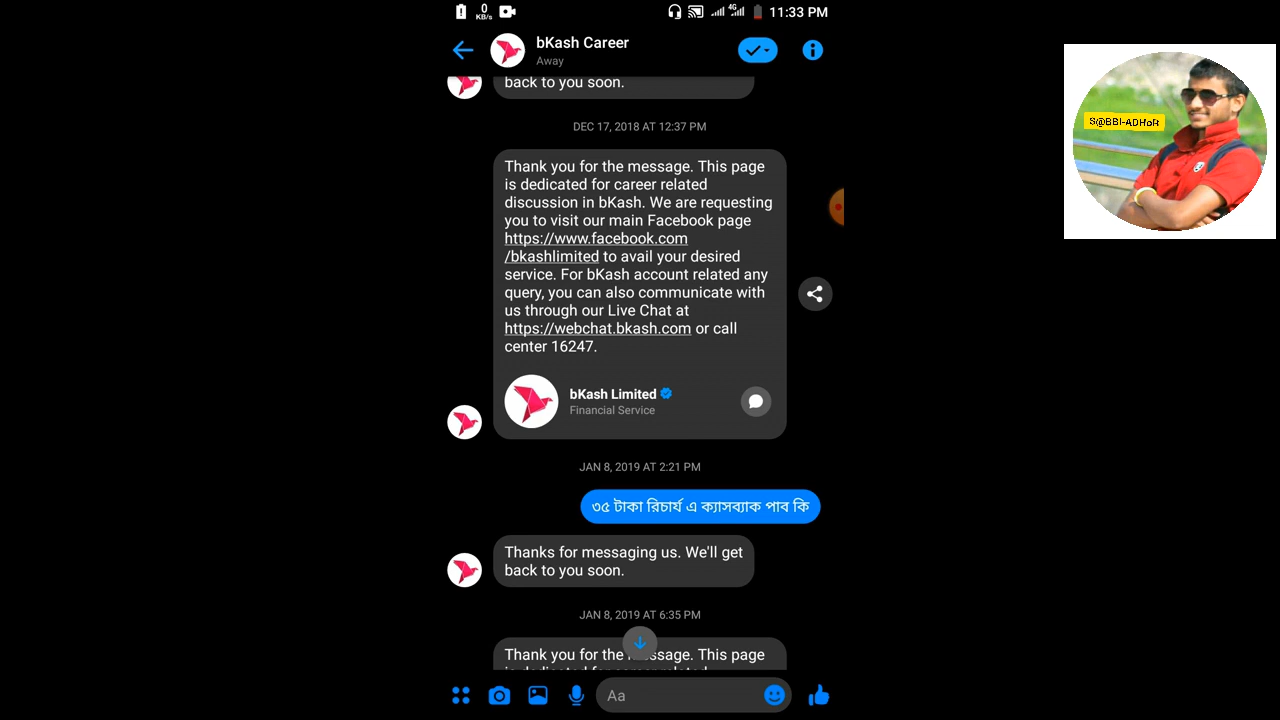 0
KB/s
4G
11:33 PM
bKash Career
Away
back to you soon.
DEC 17, 2018 AT 12:37 PM
Thank you for the message. This page
is dedicated for career related
discussion in bKash. We are requesting
you to visit our main Facebook page
https://www.facebook.com
/bkashlimited to avail your desired
service. For bKash account related any
query, you can also communicate with
us through our Live Chat at
https://webchat.bkash.com or call
center 16247.
bKash Limited
Financial Service
JAN 8, 2019 AT 2:21 PM
৩৫ টাকা রিচার্য এ ক্যাসব্যাক পাব কি
Thanks for messaging us. We'll get
back to you soon.
JAN 8, 2019 AT 6:35 PM
Thank you for the message. This page
Aa
S@BBI-ADHoR